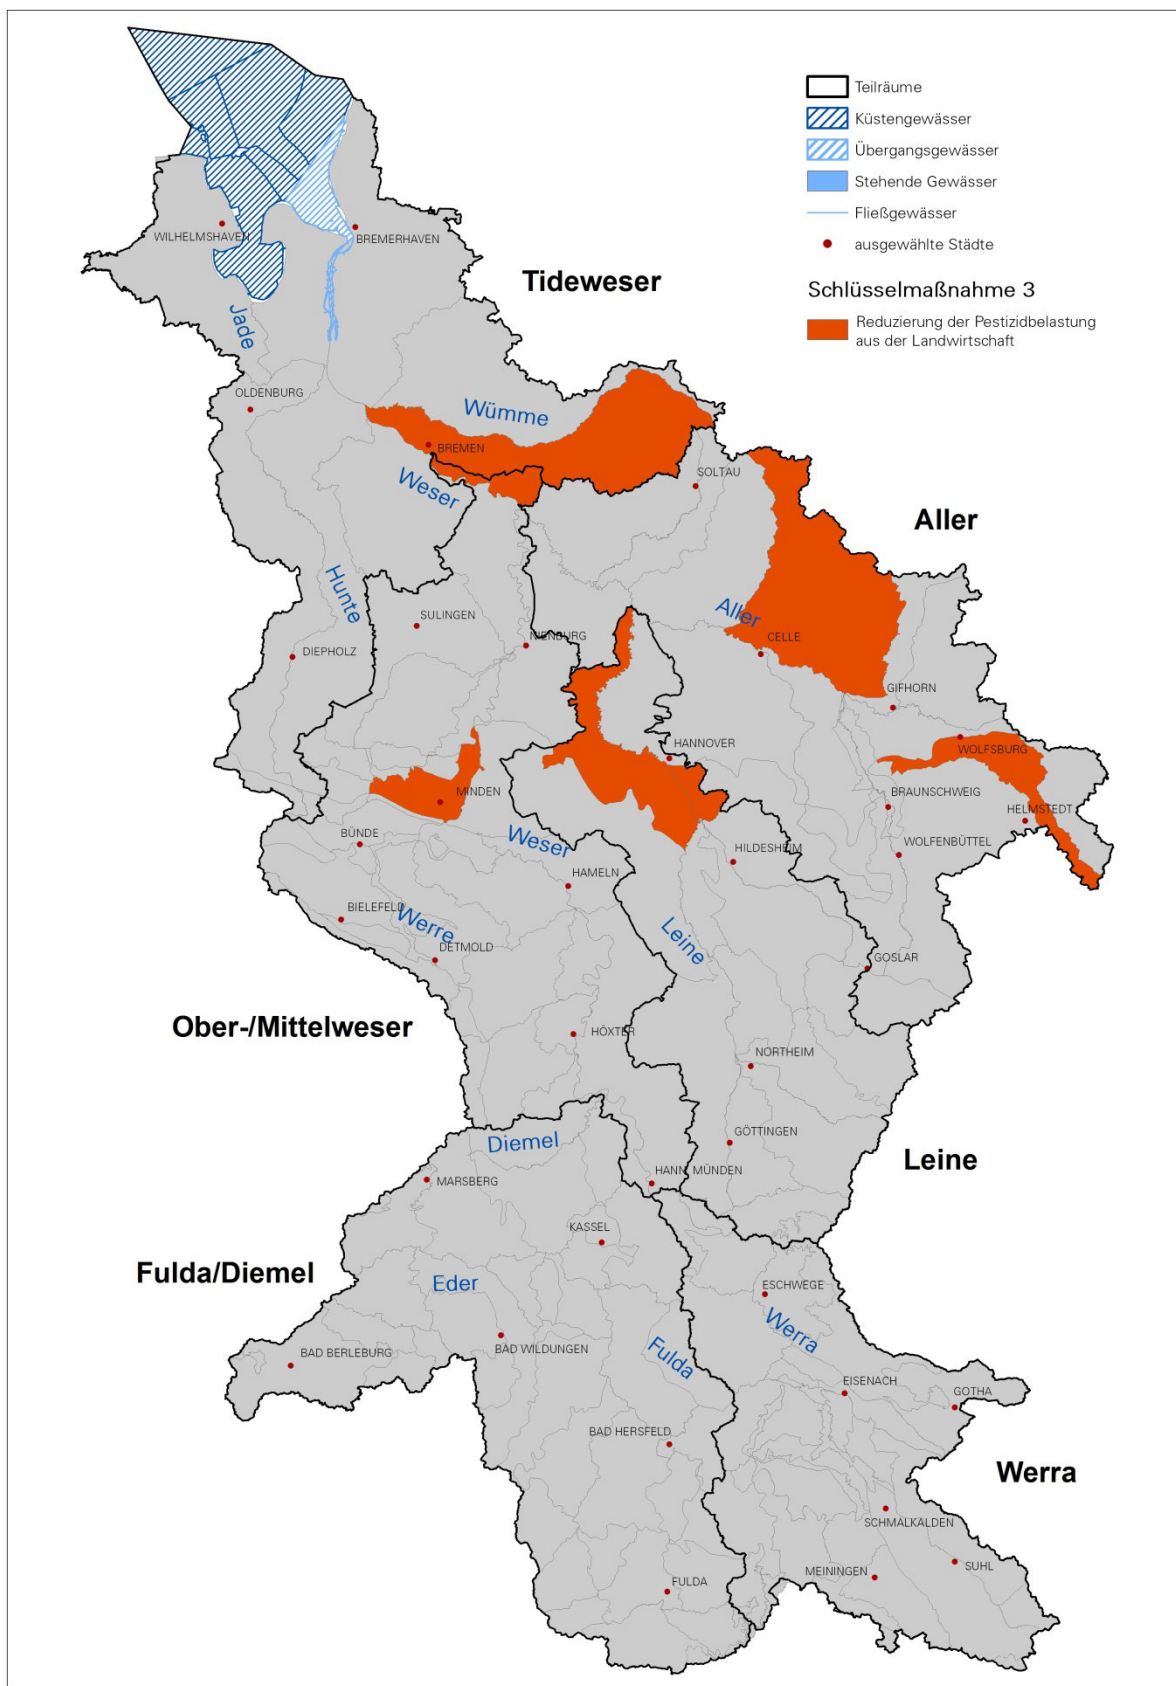 Teilräume
Küstengewässer
Übergangsgewässer
Stehende Gewässer
Fließgewässer
ausgewählte Städte
Schlüsselmaßnahme 3
Reduzierung der Pestizidbelastung
aus der Landwirtschaft
WILHELMSHAVEN
BREMERHAVEN
Tideweser
Jade
OLDENBURG
Wümme
BREMEN
Weser
SOLTAU
Aller
Hunte
SULINGEN
Aller
NIENBURG
CELLE
DIEPHOLZ
GIFHORN
HANNOVER
WOLFSBURG
MINDEN
BRAUNSCHWEIG
HELMSTEDT
BÜNDE
Weser
WOLFENBÜTTEL
HILDESHEIM
HAMELN
BIELEFELD
Werre
Leine
DETMOLD
GOSLAR
Ober-/Mittelweser
HÖXTER
NORTHEIM
GÖTTINGEN
Diemel
Leine
HANN. MÜNDEN
MARSBERG
KASSEL
Fulda/Diemel
Eder
ESCHWEGE
Werra
BAD BERLEBURG
BAD WILDUNGEN
Fulda
EISENACH
GOTHA
BAD HERSFELD
Werra
SCHMALKALDEN
SUHL
MEININGEN
FULDA